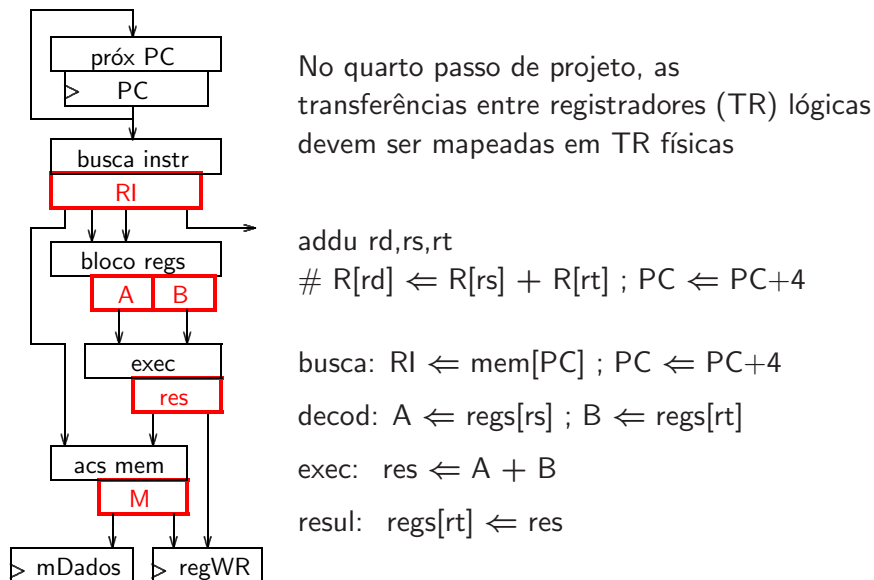 próx PC
PC
busca instr
RI
bloco regs
A
B
exec
res
acs mem
M
> mDados
> regWR
No quarto passo de projeto, as
transferências entre registradores (TR) lógicas
devem ser mapeadas em TR físicas
addu rd,rs,rt
# R[rd] ⇐ R[rs] + R[rt] ; PC ⇐ PC+4
busca: RI ⇐ mem[PC] ; PC ⇐ PC+4
decod: A ⇐ regs[rs] ; B ⇐ regs[rt]
exec: res ⇐ A + B
resul: regs[rt] ⇐ res